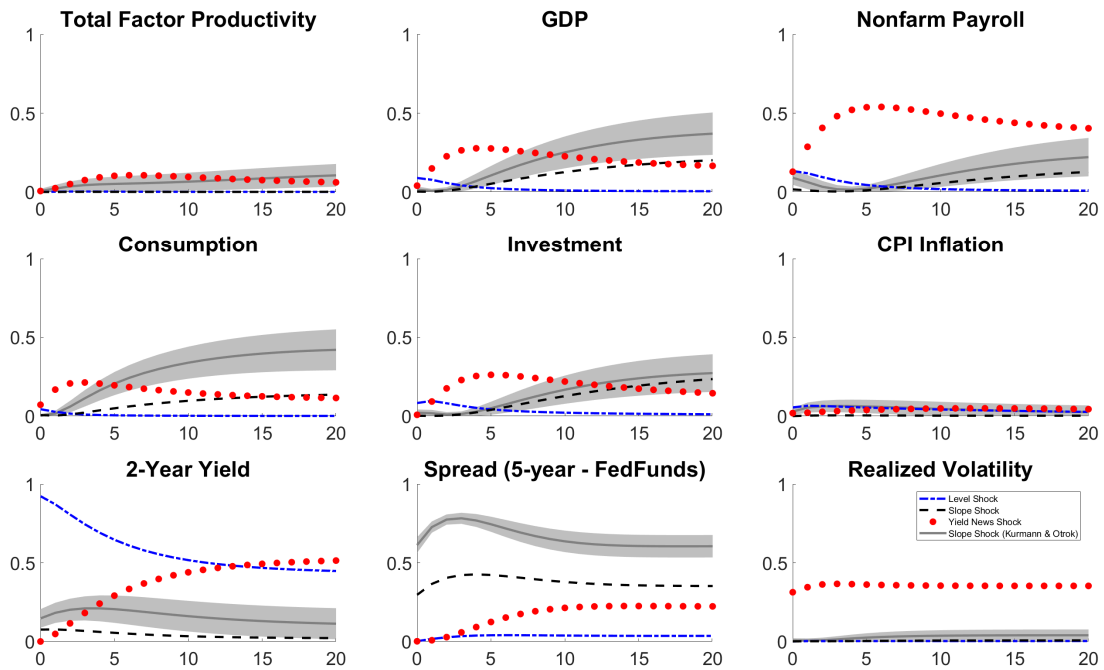 Total Factor Productivity
GDP
Nonfarm Payroll
1
0.5
0
0 5 10 15 20
1
0.5
0
0 5 10 15 20
1
0.5
0
0 5 10 15 20
Consumption
Investment
CPI Inflation
1
0.5
0
0 5 10 15 20
1
0.5
0
0 5 10 15 20
1
0.5
0
0 5 10 15 20
2-Year Yield
Spread (5-year - FedFunds)
Realized Volatility
1
0.5
0
0 5 10 15 20
1
0.5
0
0 5 10 15 20
1
0.5
0
0 5 10 15 20
Level Shock
Slope Shock
Yield News Shock
Slope Shock (Kurmann & Otrok)